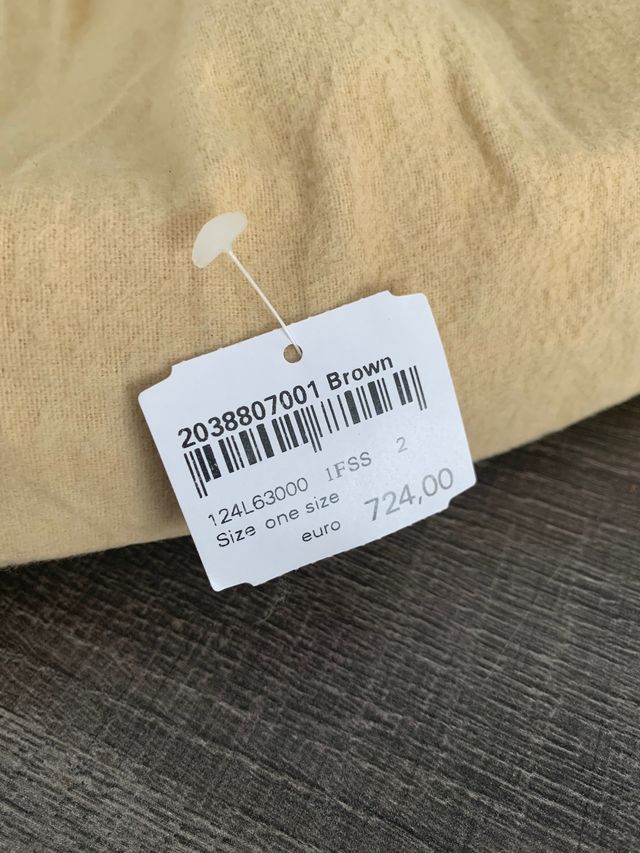 2038807001 Brown
124L63000 1FSS 2
Size one size
euro 724,00